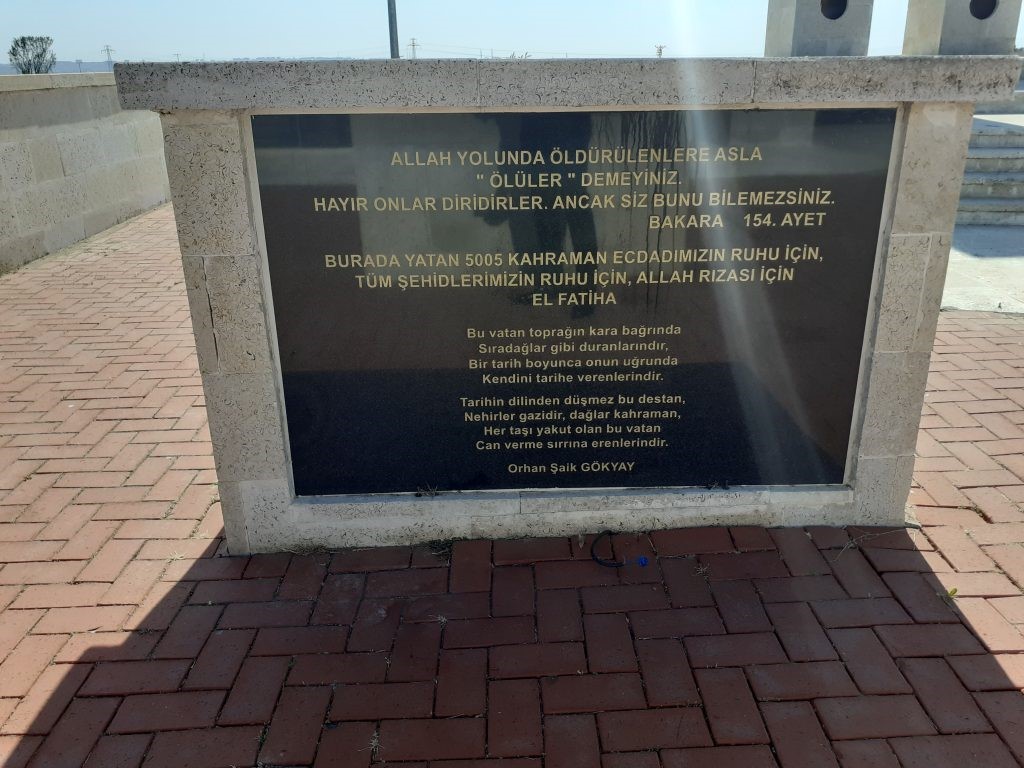 ALLAH YOLUNDA ÖLDÜRÜLENLERE ASLA
" ÖLÜLER " DEMEYİNİZ.
HAYIR ONLAR DİRİDİRLER. ANCAK SİZ BUNU BİLEMEZSİNİZ.
BAKARA 154. AYET
BURADA YATAN 5005 KAHRAMAN ECDADIMIZIN RUHU İÇİN,
TÜM ŞEHİDLERİMİZİN RUHU İÇİN, ALLAH RIZASI İÇİN
EL FATİHA
Bu vatan toprağın kara bağrında
Sıradağlar gibi duranlarındır,
Bir tarih boyunca onun uğrunda
Kendini tarihe verenlerindir.
Tarihin dilinden düşmez bu destan,
Nehirler gazidir, dağlar kahraman,
Her taşı yakut olan bu vatan
Can verme sırrına erenlerindir.
Orhan Şaik GÖKYAY